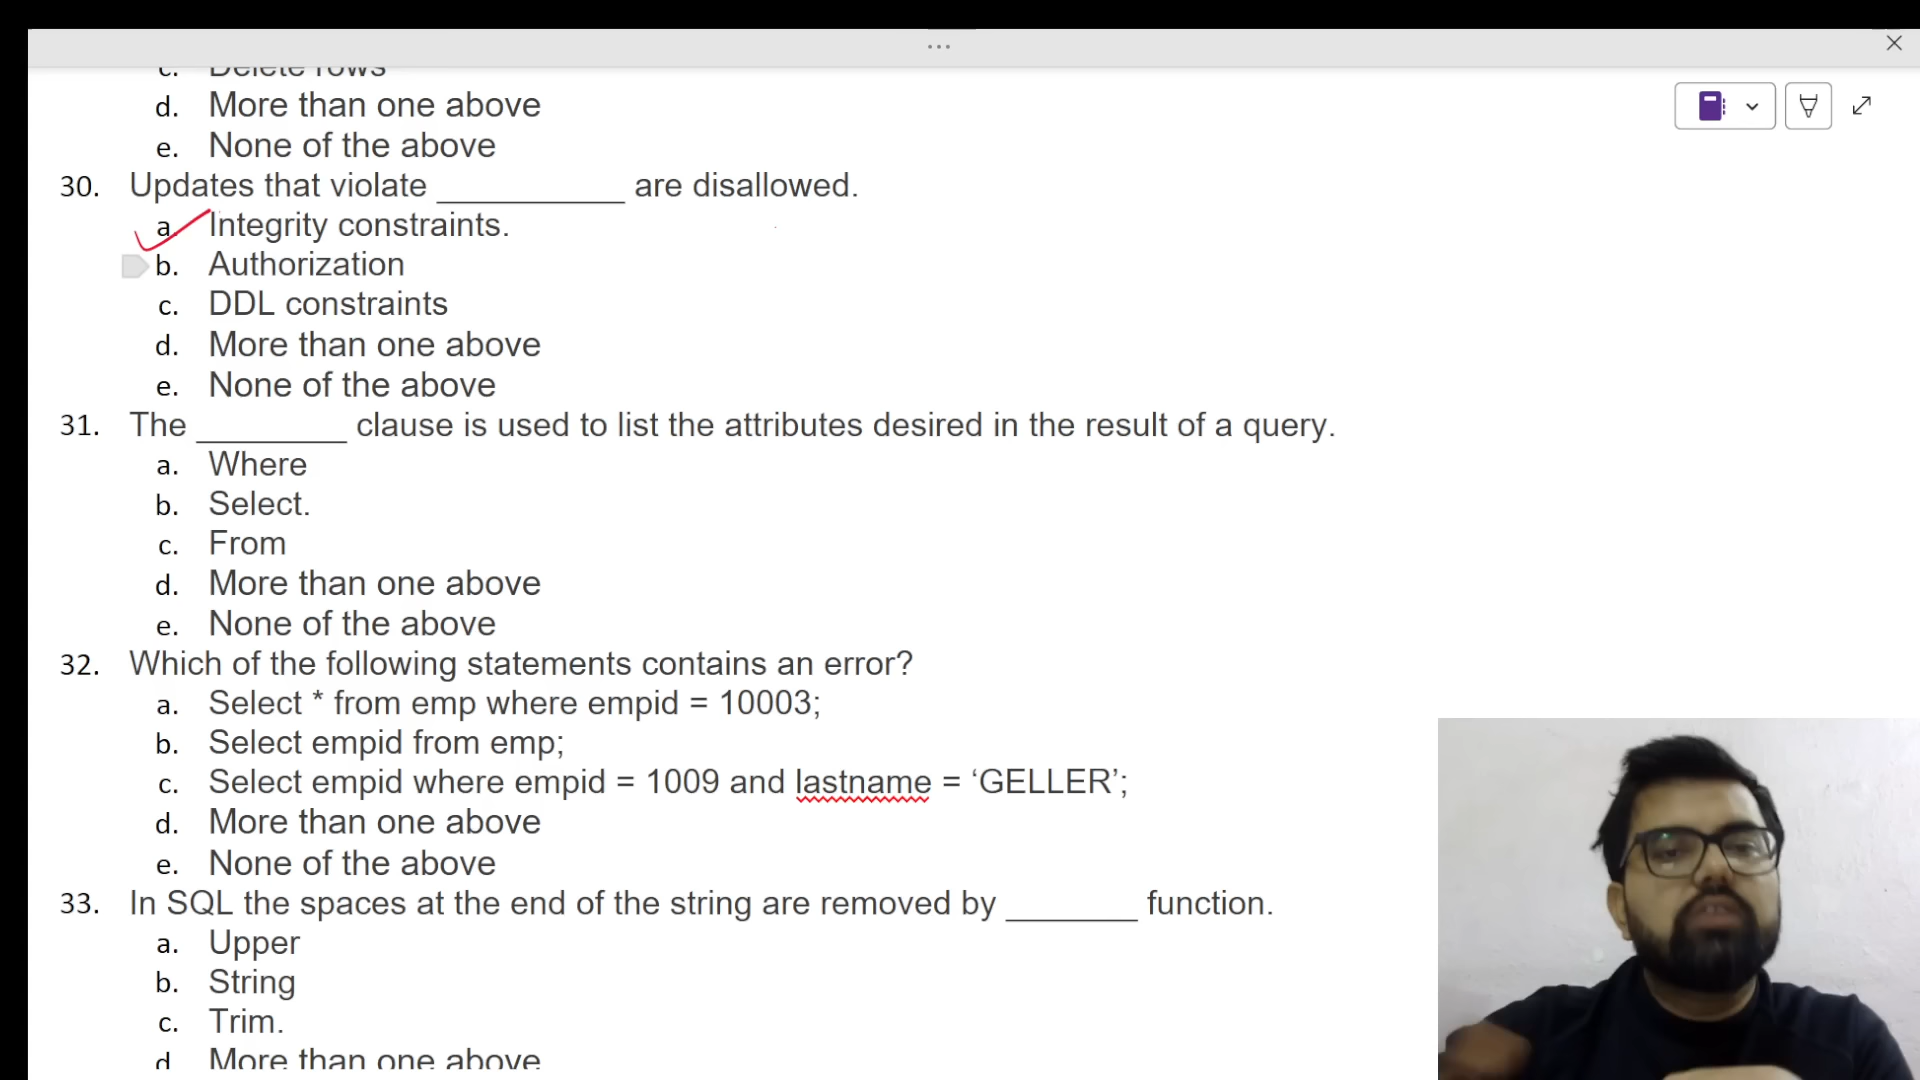 c. Delete rows
d. More than one above
e. None of the above
30. Updates that violate __________ are disallowed.
a. Integrity constraints.
b. Authorization
c. DDL constraints
d. More than one above
e. None of the above
31. The ________ clause is used to list the attributes desired in the result of a query.
a. Where
b. Select.
c. From
d. More than one above
e. None of the above
32. Which of the following statements contains an error?
a. Select * from emp where empid = 10003;
b. Select empid from emp;
c. Select empid where empid = 1009 and lastname = ‘GELLER’;
d. More than one above
e. None of the above
33. In SQL the spaces at the end of the string are removed by _______ function.
a. Upper
b. String
c. Trim.
d More than one above